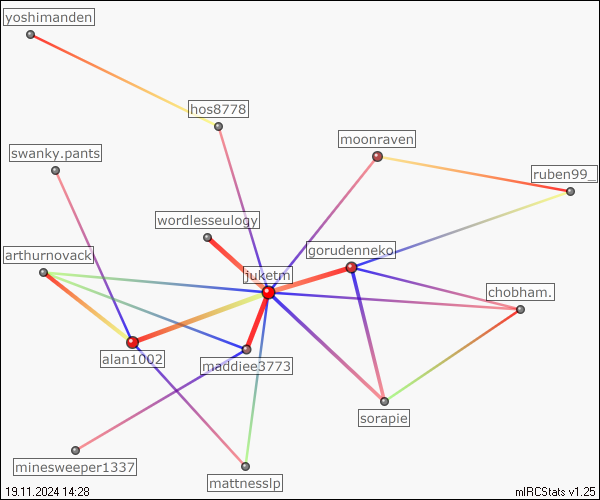 yoshimanden
hos8778
moonraven
swanky.pants
ruben99_
wordlesseulogy
arthurnovack
gorudenneko
juketm
chobham.
alan1002
maddiee3773
sorapie
minesweeper1337
mattnesslp
19.11.2024 14:28
mIRCStats v1.25